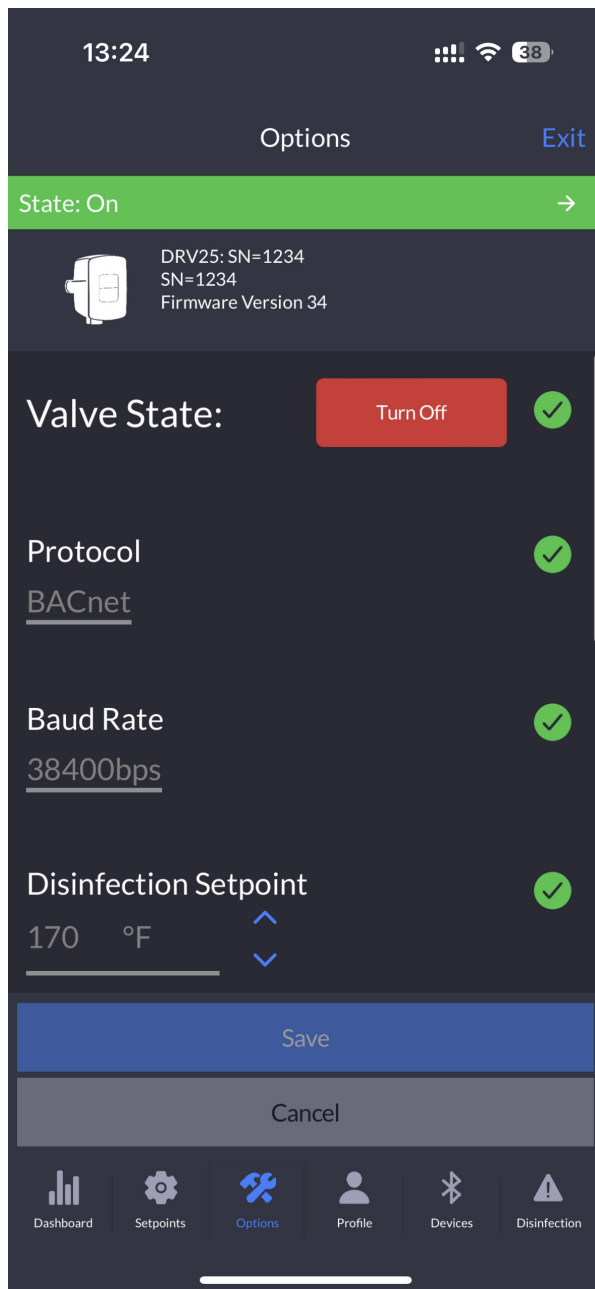 13:24
38
Options
Exit
State: On
DRV25: SN=1234
SN=1234
Firmware Version 34
Valve State:
Turn Off
Protocol
BACnet
Baud Rate
38400bps
Disinfection Setpoint
170 °F
Save
Cancel
Dashboard
Setpoints
Options
Profile
Devices
Disinfection